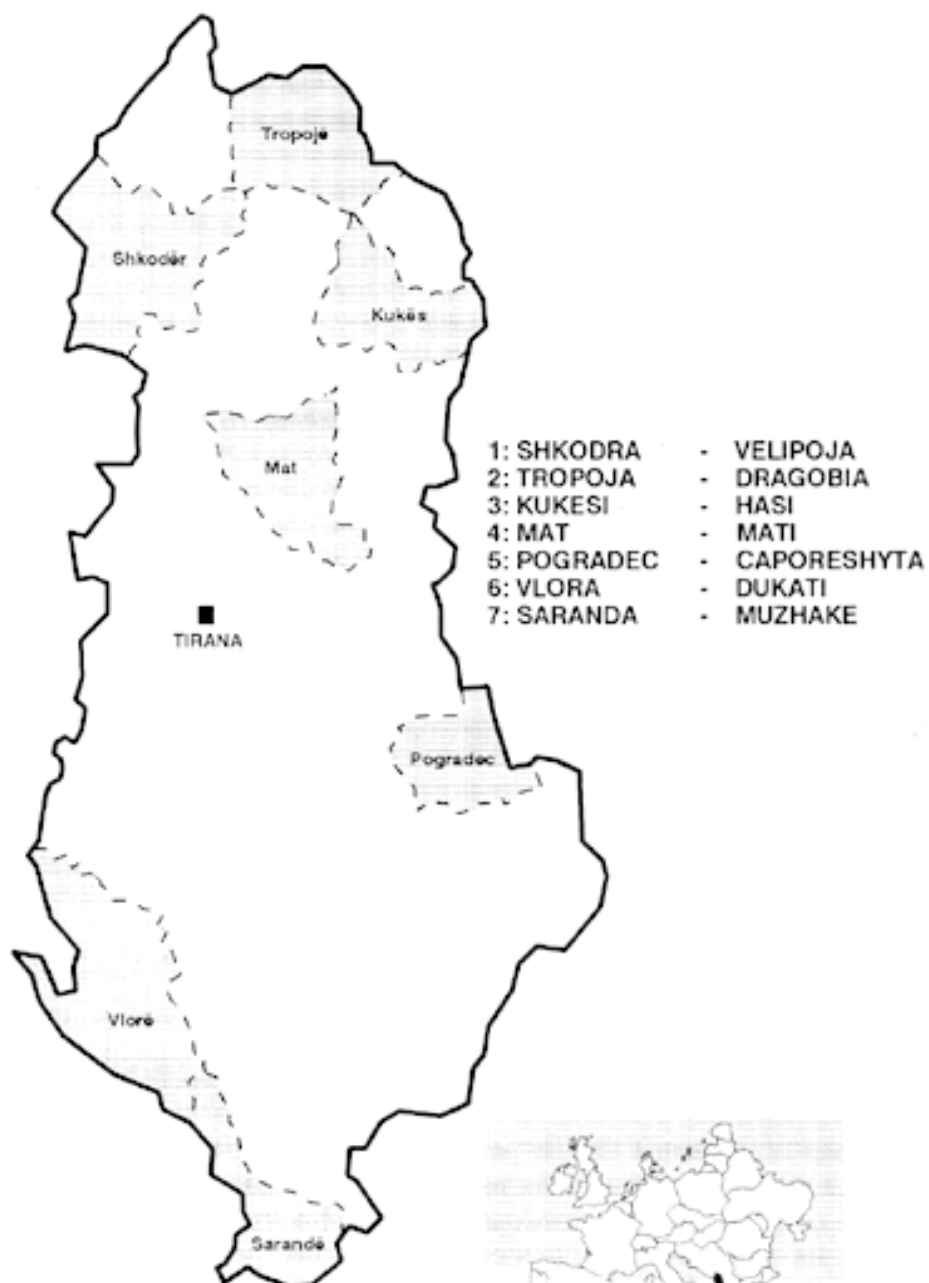 Tropojë
Shkodër
Kukës
Mat
1: SHKODRA - VELIPOJA
2: TROPOJA - DRAGOBIA
3: KUKESI - HASI
4: MAT - MATI
5: POGRADEC - CAPORESHYTA
6: VLORA - DUKATI
7: SARANDA - MUZHAKE
TIRANA
Pogradec
Vlorë
Sarandë